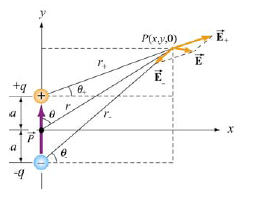 y
P(x,y,0)
E⃗₊
E⃗
E⃗₋
r₊
+q
θ₊
a
θ
r
r₋
x
P⃗
a
θ₋
-q